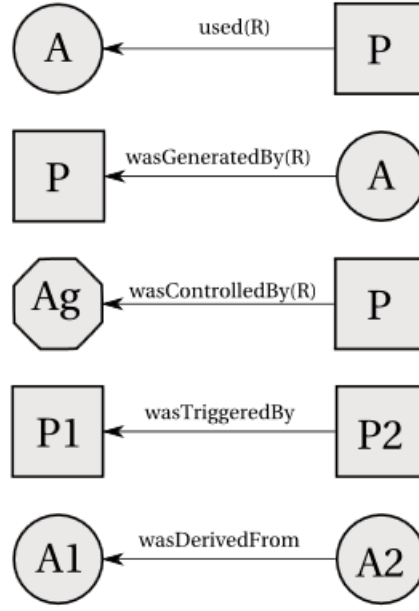 A used(R) P
P wasGeneratedBy(R) A
Ag wasControlledBy(R) P
P1 wasTriggeredBy P2
A1 wasDerivedFrom A2